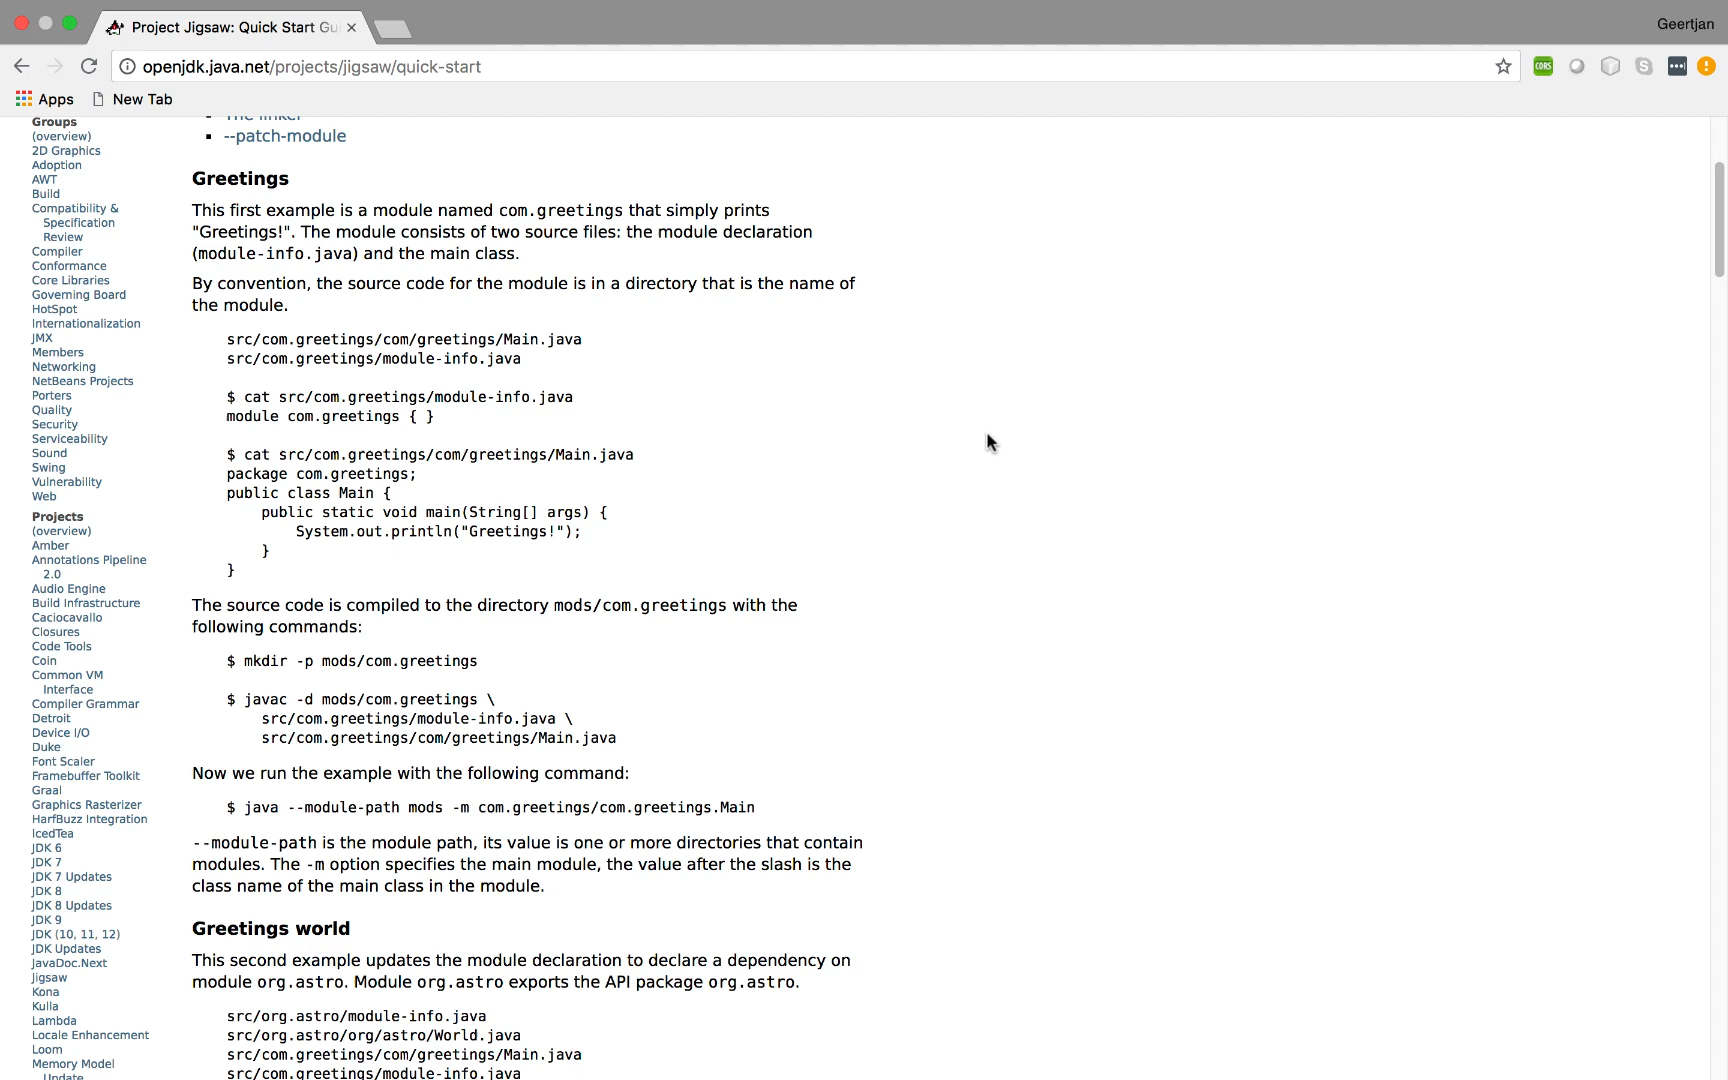 Project Jigsaw: Quick Start Gu
Geertjan
openjdk.java.net/projects/jigsaw/quick-start
CORS
Apps
New Tab
Groups
(overview)
2D Graphics
Adoption
AWT
Build
Compatibility &
Specification
Review
Compiler
Conformance
Core Libraries
Governing Board
HotSpot
Internationalization
JMX
Members
Networking
NetBeans Projects
Porters
Quality
Security
Serviceability
Sound
Swing
Vulnerability
Web
Projects
(overview)
Amber
Annotations Pipeline
2.0
Audio Engine
Build Infrastructure
Caciocavallo
Closures
Code Tools
Coin
Common VM
Interface
Compiler Grammar
Detroit
Device I/O
Duke
Font Scaler
Framebuffer Toolkit
Graal
Graphics Rasterizer
HarfBuzz Integration
IcedTea
JDK 6
JDK 7
JDK 7 Updates
JDK 8
JDK 8 Updates
JDK 9
JDK (10, 11, 12)
JDK Updates
JavaDoc.Next
Jigsaw
Kona
Kulla
Lambda
Locale Enhancement
Loom
Memory Model
Update
The linker
--patch-module
Greetings
This first example is a module named com.greetings that simply prints
"Greetings!". The module consists of two source files: the module declaration
(module-info.java) and the main class.
By convention, the source code for the module is in a directory that is the name of
the module.
src/com.greetings/com/greetings/Main.java
src/com.greetings/module-info.java
$ cat src/com.greetings/module-info.java
module com.greetings { }
$ cat src/com.greetings/com/greetings/Main.java
package com.greetings;
public class Main {
public static void main(String[] args) {
System.out.println("Greetings!");
}
}
The source code is compiled to the directory mods/com.greetings with the
following commands:
$ mkdir -p mods/com.greetings
$ javac -d mods/com.greetings \
src/com.greetings/module-info.java \
src/com.greetings/com/greetings/Main.java
Now we run the example with the following command:
$ java --module-path mods -m com.greetings/com.greetings.Main
--module-path is the module path, its value is one or more directories that contain
modules. The -m option specifies the main module, the value after the slash is the
class name of the main class in the module.
Greetings world
This second example updates the module declaration to declare a dependency on
module org.astro. Module org.astro exports the API package org.astro.
src/org.astro/module-info.java
src/org.astro/org/astro/World.java
src/com.greetings/com/greetings/Main.java
src/com.greetings/module-info.java